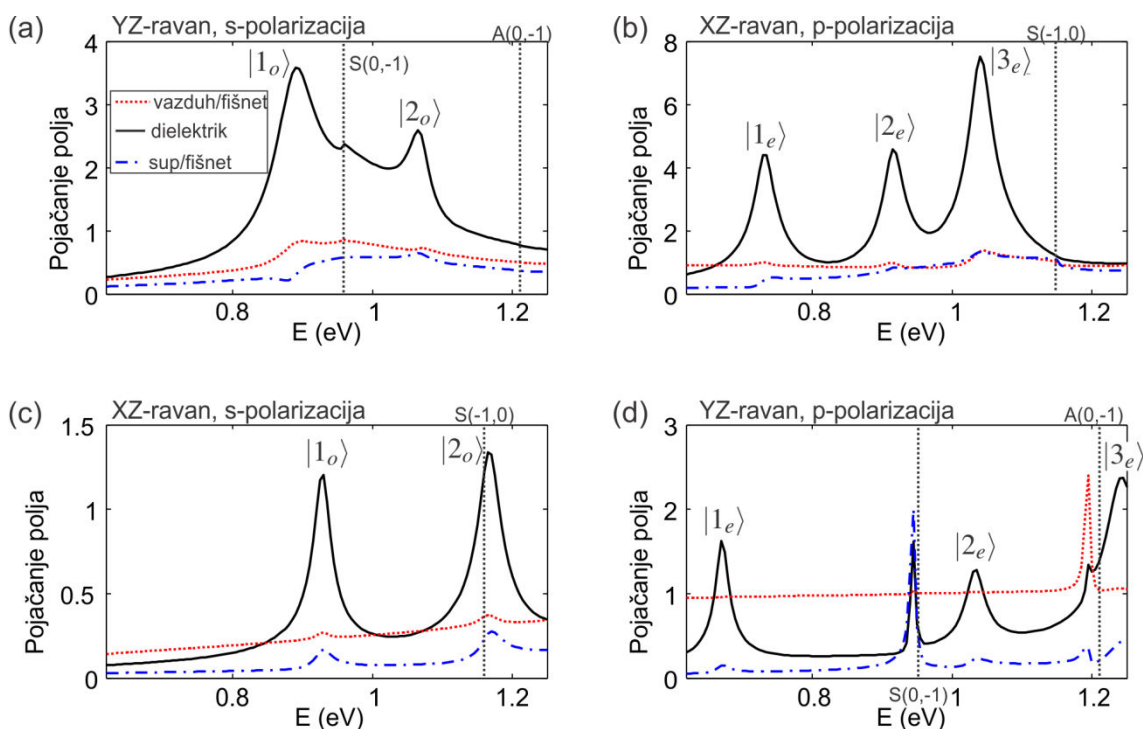 (a)
YZ-ravan, s-polarizacija
A(0,-1)
4
3
2
1
0
Pojačanje polja
|1ₒ⟩
S(0,-1)
|2ₒ⟩
vazduh/fišnet
dielektrik
sup/fišnet
0.8
1
1.2
E (eV)
(b)
XZ-ravan, p-polarizacija
S(-1,0)
8
6
4
2
0
Pojačanje polja
|1ₑ⟩
|2ₑ⟩
|3ₑ⟩
0.8
1
1.2
E (eV)
(c)
XZ-ravan, s-polarizacija
S(-1,0)
1.5
1
0.5
0
Pojačanje polja
|1ₒ⟩
|2ₒ⟩
0.8
1
1.2
E (eV)
(d)
YZ-ravan, p-polarizacija
A(0,-1)
4
3
2
1
0
Pojačanje polja
|1ₑ⟩
|2ₑ⟩
|3ₑ⟩
0.8
S(0,-1)
1
1.2
E (eV)